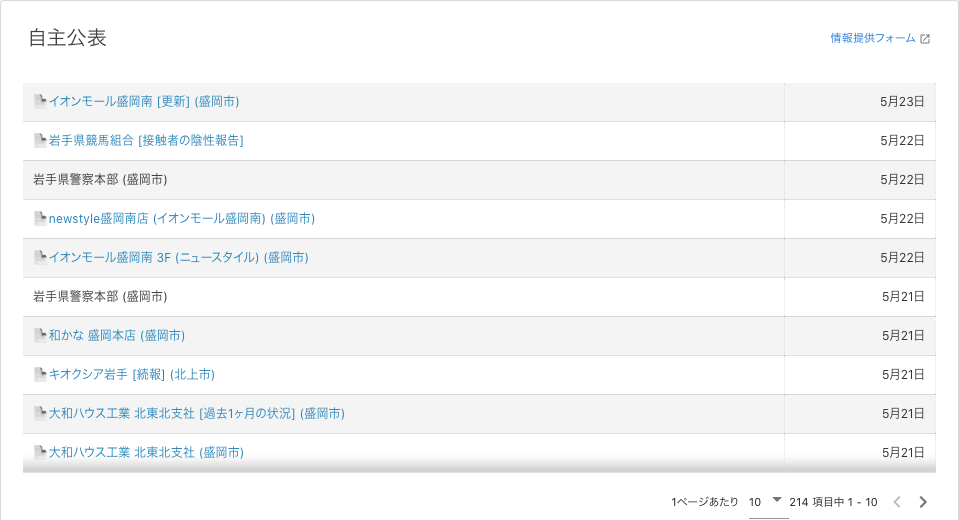 自主公表
情報提供フォーム
イオンモール盛岡南 [更新] (盛岡市) 5月23日
岩手県競馬組合 [接触者の陰性報告] 5月22日
岩手県警察本部 (盛岡市) 5月22日
newstyle盛岡南店 (イオンモール盛岡南) (盛岡市) 5月22日
イオンモール盛岡南 3F (ニュースタイル) (盛岡市) 5月22日
岩手県警察本部 (盛岡市) 5月21日
和かな 盛岡本店 (盛岡市) 5月21日
キオクシア岩手 [続報] (北上市) 5月21日
大和ハウス工業 北東北支社 [過去1ヶ月の状況] (盛岡市) 5月21日
大和ハウス工業 北東北支社 (盛岡市) 5月21日
1ページあたり 10 214 項目中 1 - 10